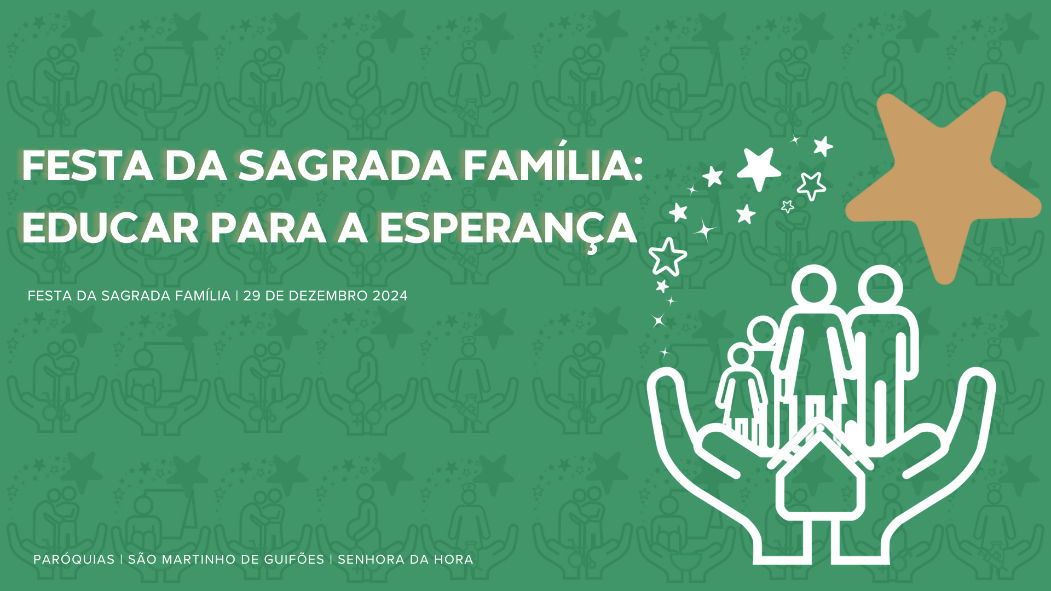 FESTA DA SAGRADA FAMÍLIA:
EDUCAR PARA A ESPERANÇA
FESTA DA SAGRADA FAMÍLIA | 29 DE DEZEMBRO 2024
PARÓQUIAS | SÃO MARTINHO DE GUIFÕES | SENHORA DA HORA